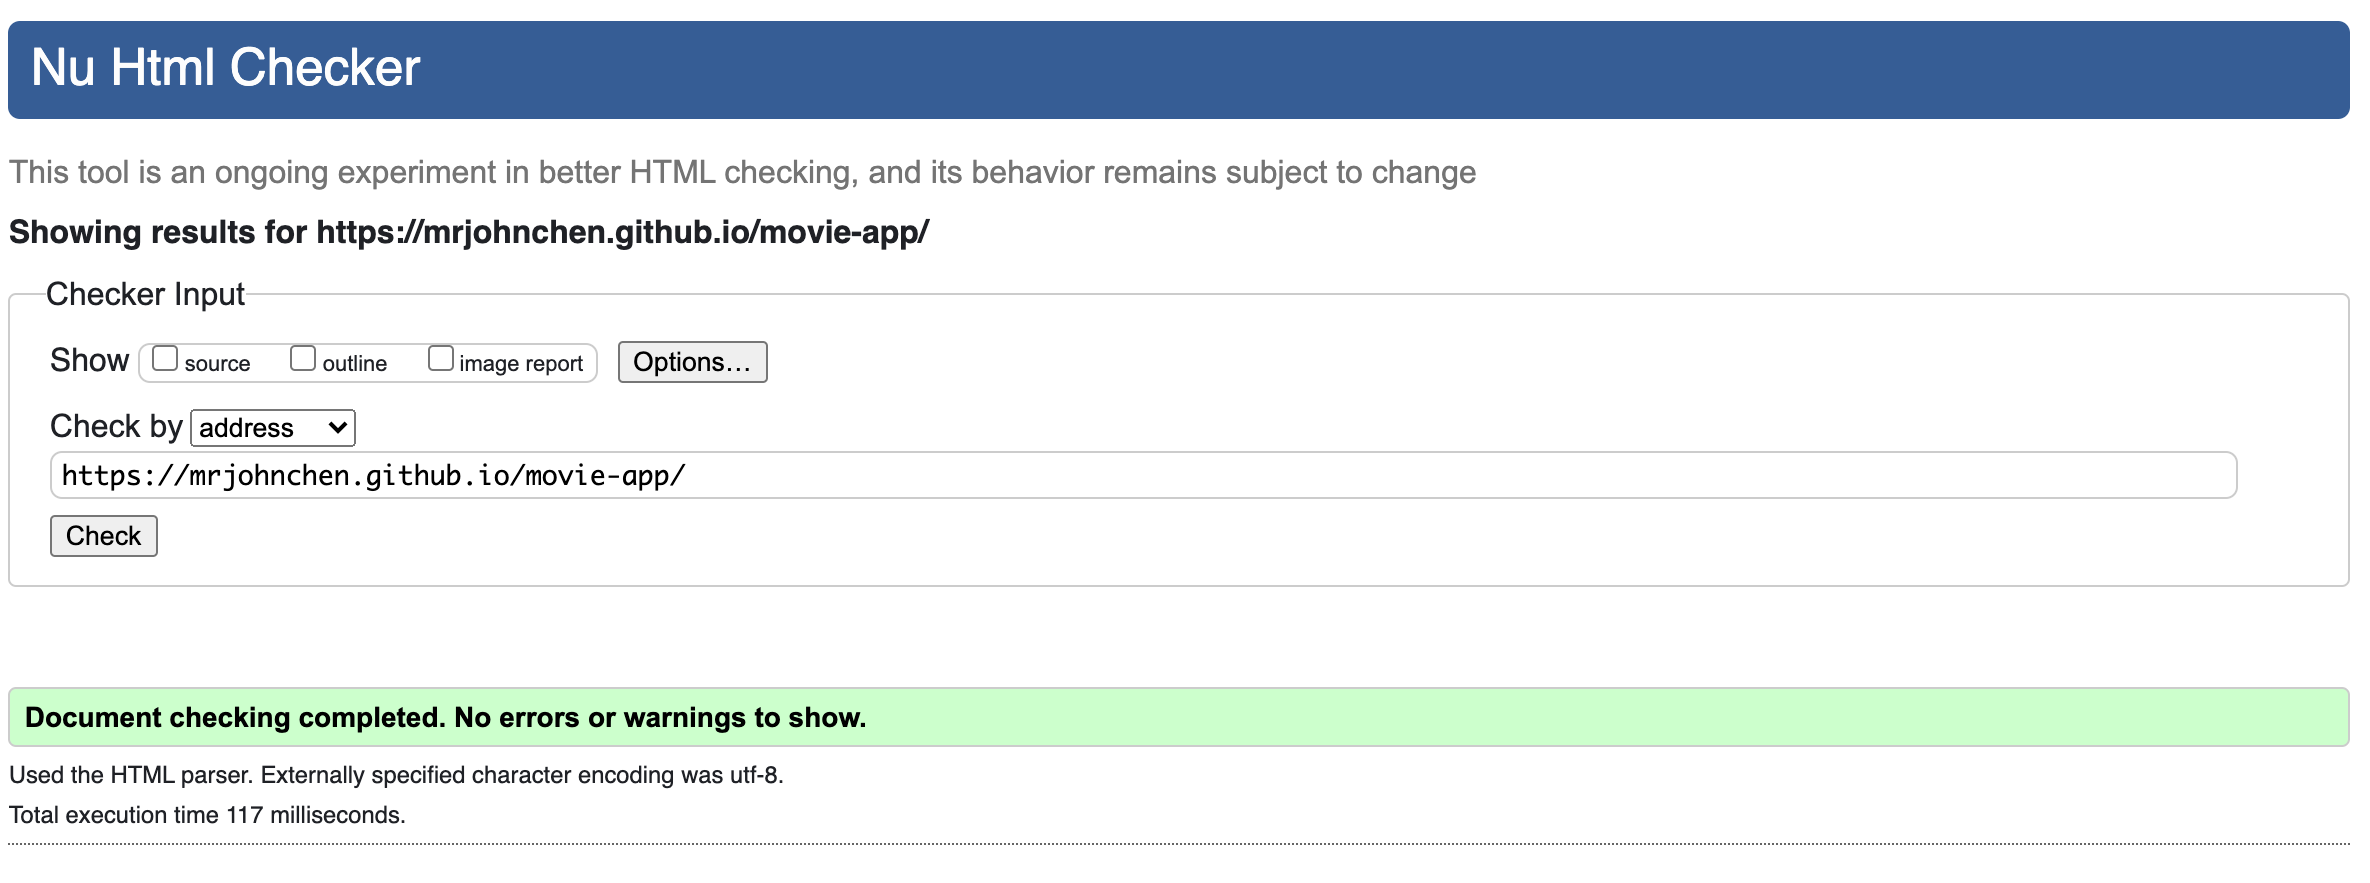 Nu Html Checker
This tool is an ongoing experiment in better HTML checking, and its behavior remains subject to change
Showing results for https://mrjohnchen.github.io/movie-app/
Checker Input
Show source outline image report Options…
Check by address
https://mrjohnchen.github.io/movie-app/
Check
Document checking completed. No errors or warnings to show.
Used the HTML parser. Externally specified character encoding was utf-8.
Total execution time 117 milliseconds.